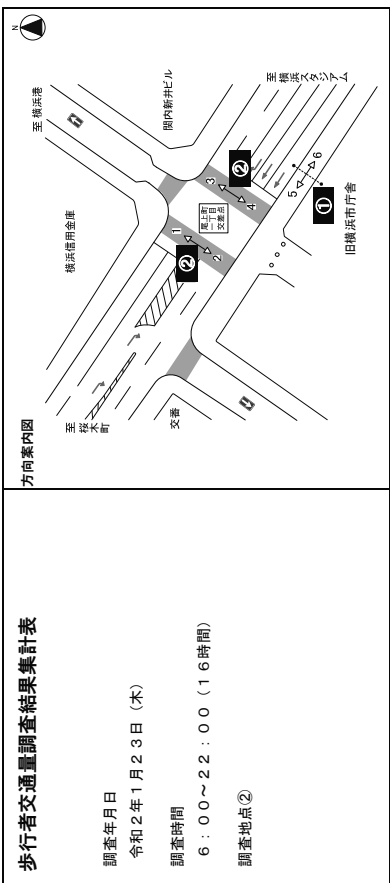 歩行者交通量調査結果集計表
調査年月日
令和２年１月２３日（木）
調査時間
６：００～２２：００（１６時間）
調査地点②
方向案内図
N
至 横浜港
横浜信用金庫
関内新井ビル
至
桜
木
町
至
横
浜
ス
タ
ジ
ア
ム
交番
尾上町
一丁目
交差点
1
2
3
4
5
6
②
②
①
旧横浜市庁舎